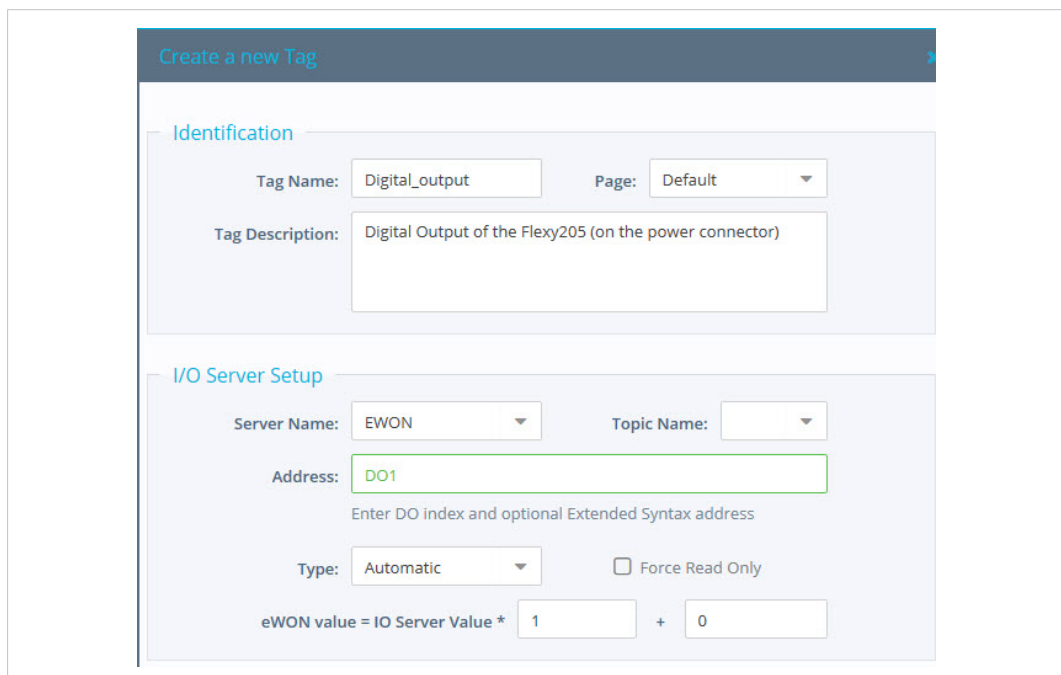 Create a new Tag
Identification
Tag Name: Digital_output Page: Default
Tag Description: Digital Output of the Flexy205 (on the power connector)
I/O Server Setup
Server Name: EWON Topic Name:
Address: DO1
Enter DO index and optional Extended Syntax address
Type: Automatic Force Read Only
eWON value = IO Server Value * 1 + 0